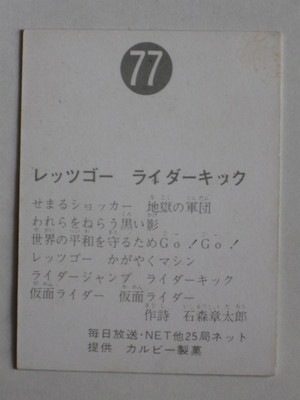 77
レッツゴー ライダーキック
せまるショッカー 地獄の軍団
われらをねらう黒い影
世界の平和を守るためGo!Go!
レッツゴー かがやくマシン
ライダージャンプ ライダーキック
仮面ライダー 仮面ライダー
作詩 石森章太郎
毎日放送・NET他25局ネット
提供 カルビー製菓